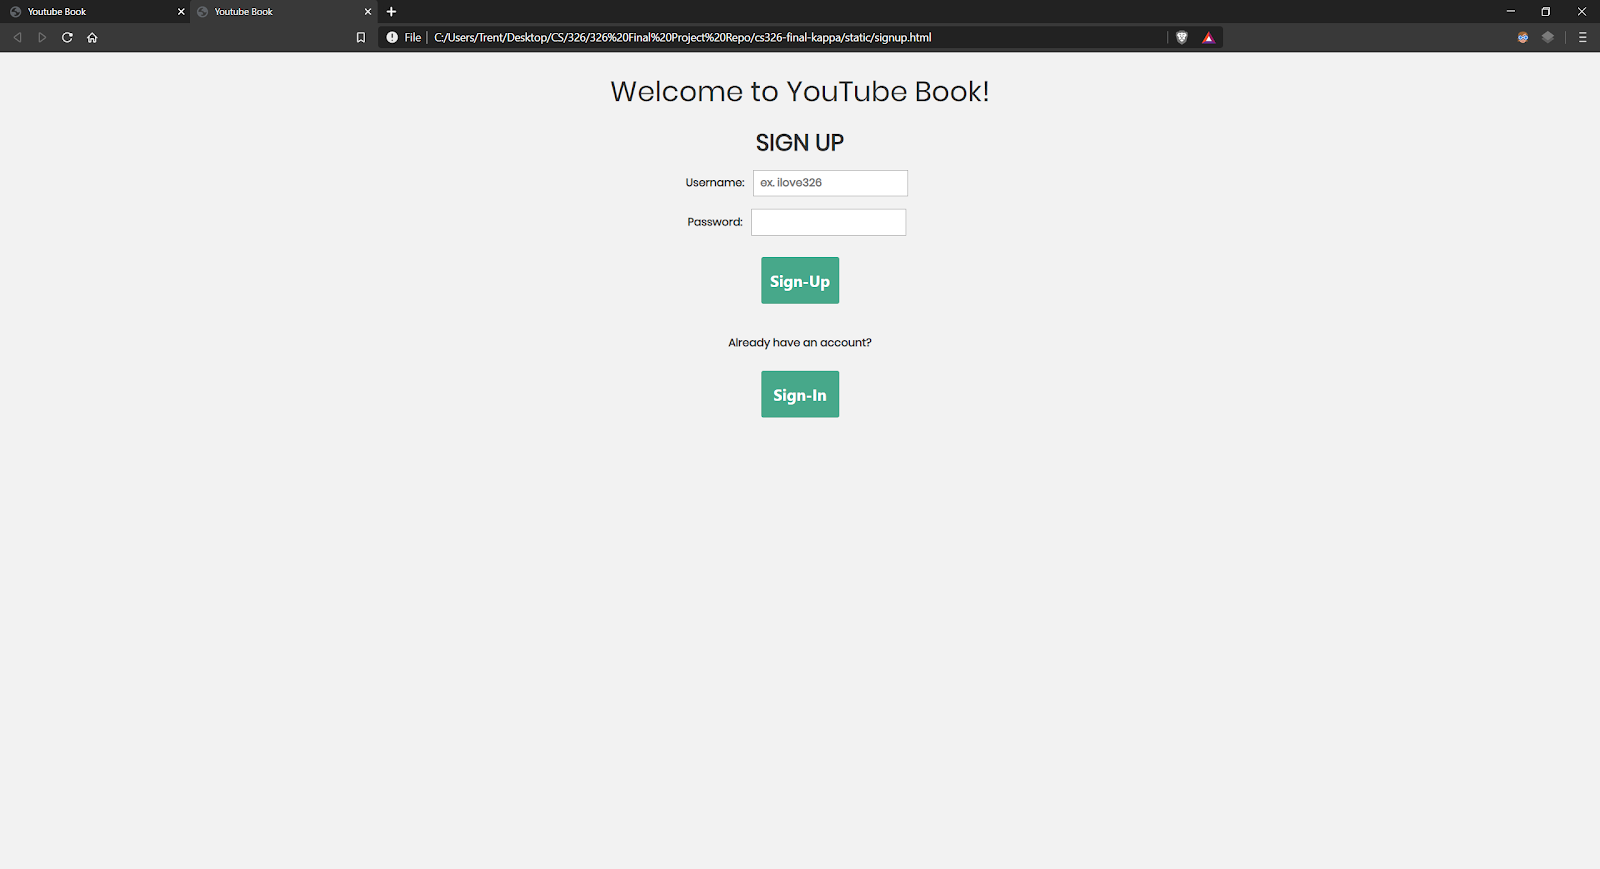 Youtube Book
Youtube Book
File
C:/Users/Trent/Desktop/CS/326/326%20Final%20Project%20Repo/cs326-final-kappa/static/signup.html
Welcome to YouTube Book!
SIGN UP
Username: ex. ilove326
Password:
Sign-Up
Already have an account?
Sign-In